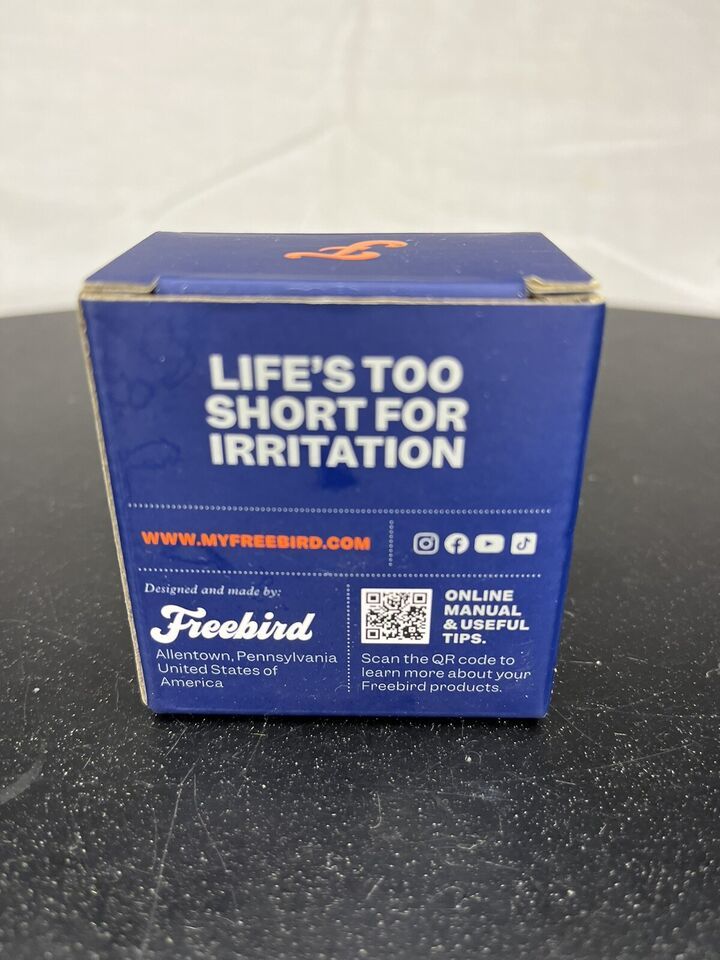 LIFE'S TOO
SHORT FOR
IRRITATION
WWW.MYFREEBIRD.COM
Designed and made by:
Freebird
Allentown, Pennsylvania
United States of
America
ONLINE
MANUAL
& USEFUL
TIPS.
Scan the QR code to
learn more about your
Freebird products.